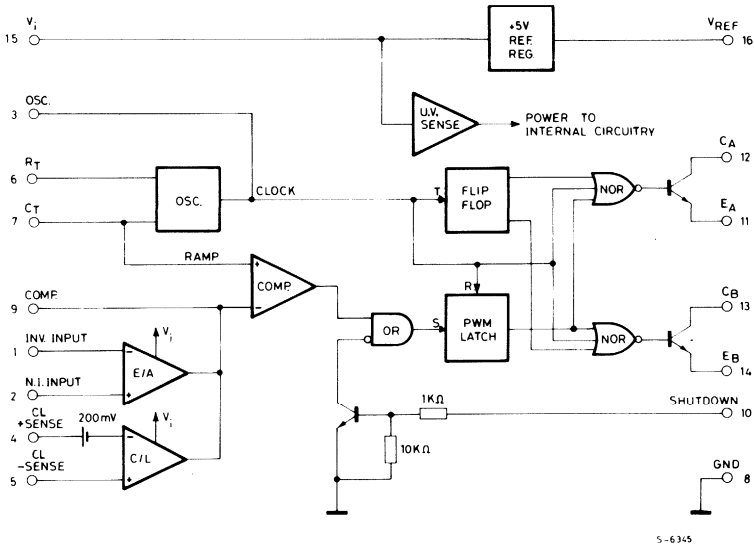 Vi
15
+5V
REF.
REG.
VREF
16
OSC.
3
U.V.
SENSE
POWER TO
INTERNAL CIRCUITRY
RT
6
OSC.
CLOCK
T
FLIP
FLOP
NOR
CA
12
CT
7
EA
11
RAMP
+
COMP.
-
R
COMP.
9
OR
S
PWM
LATCH
NOR
CB
13
INV. INPUT
1
-
Vi
E/A
+
N.I. INPUT
2
EB
14
CL
+SENSE
4
200mV
-
Vi
C/L
+
1KΩ
SHUTDOWN
10
10KΩ
CL
-SENSE
5
GND
8
S-6345